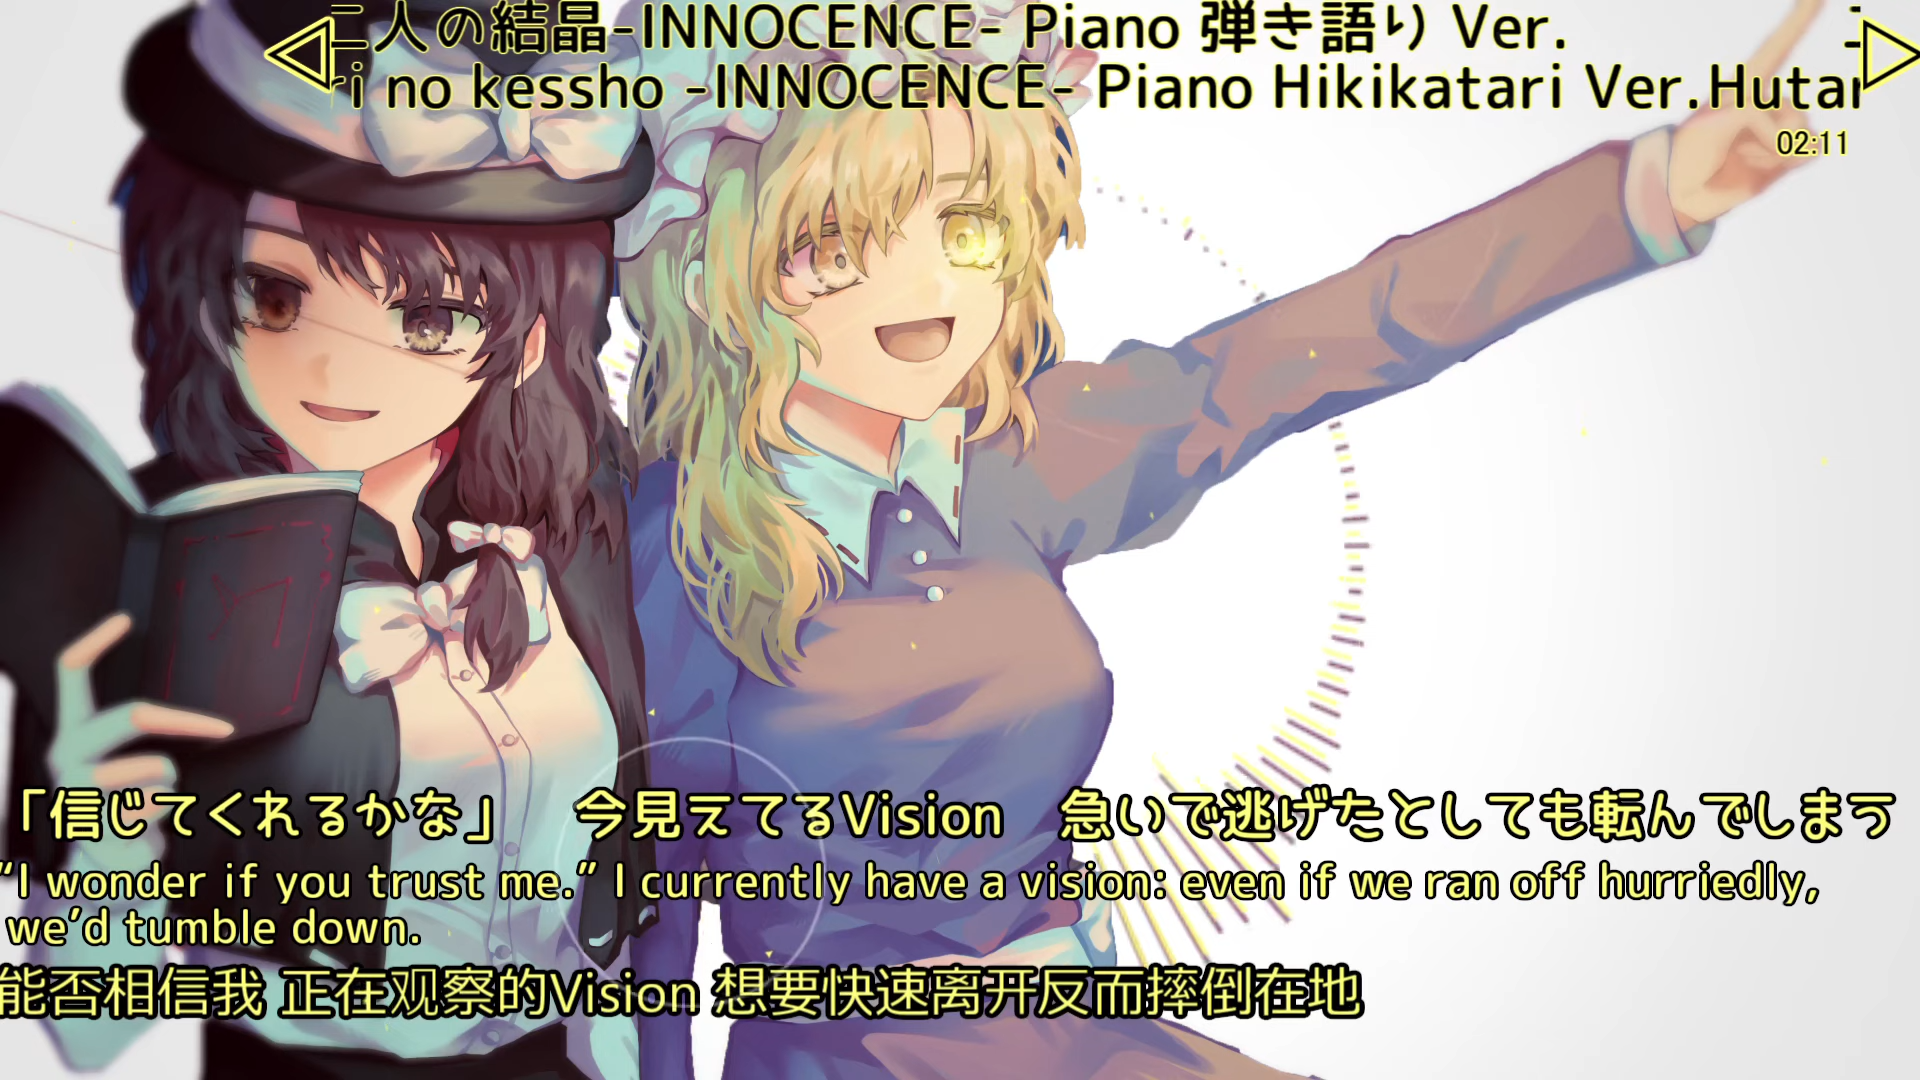 二人の結晶-INNOCENCE- Piano 弾き語り Ver.
ri no kessho -INNOCENCE- Piano Hikikatari Ver.Hutar
02:11
「信じてくれるかな」　今見えてるVision　急いで逃げたとしても転んでしまう
“I wonder if you trust me.” I currently have a vision: even if we ran off hurriedly,
we’d tumble down.
能否相信我 正在观察的Vision 想要快速离开反而摔倒在地